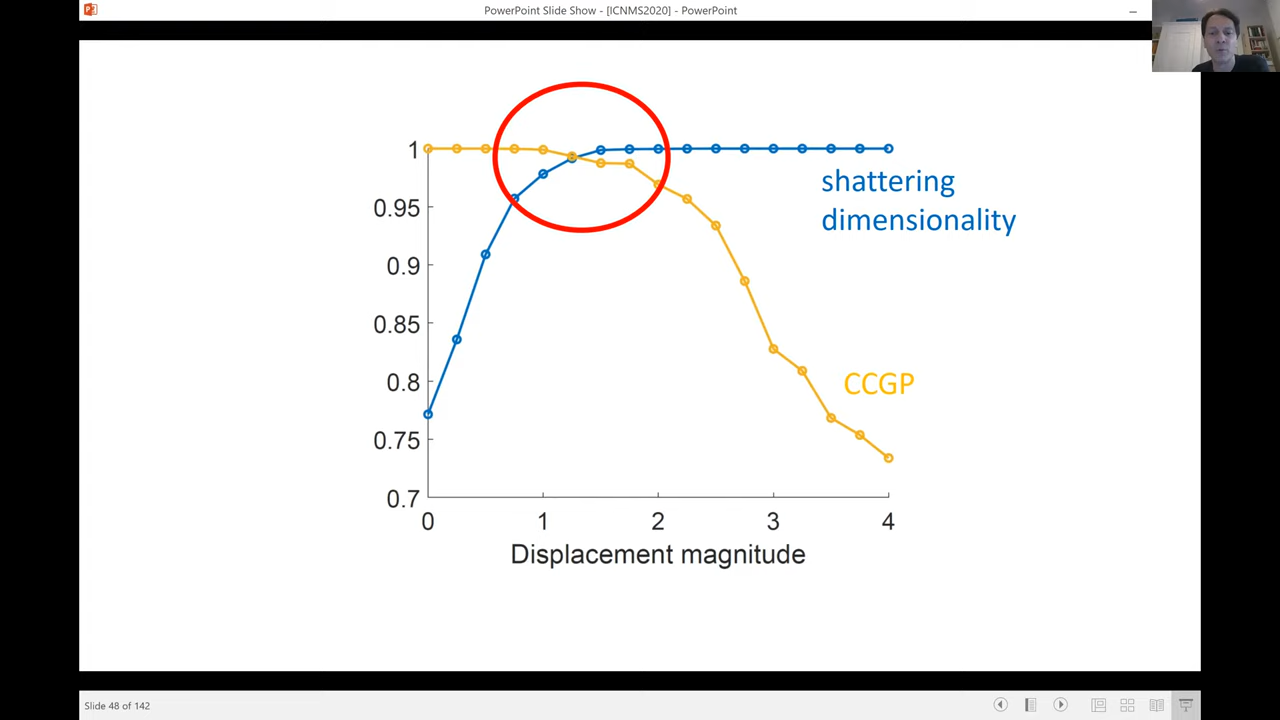 PowerPoint Slide Show - [ICNMS2020] - PowerPoint
1
0.95
0.9
0.85
0.8
0.75
0.7
0 1 2 3 4
Displacement magnitude
shattering
dimensionality
CCGP
Slide 48 of 142